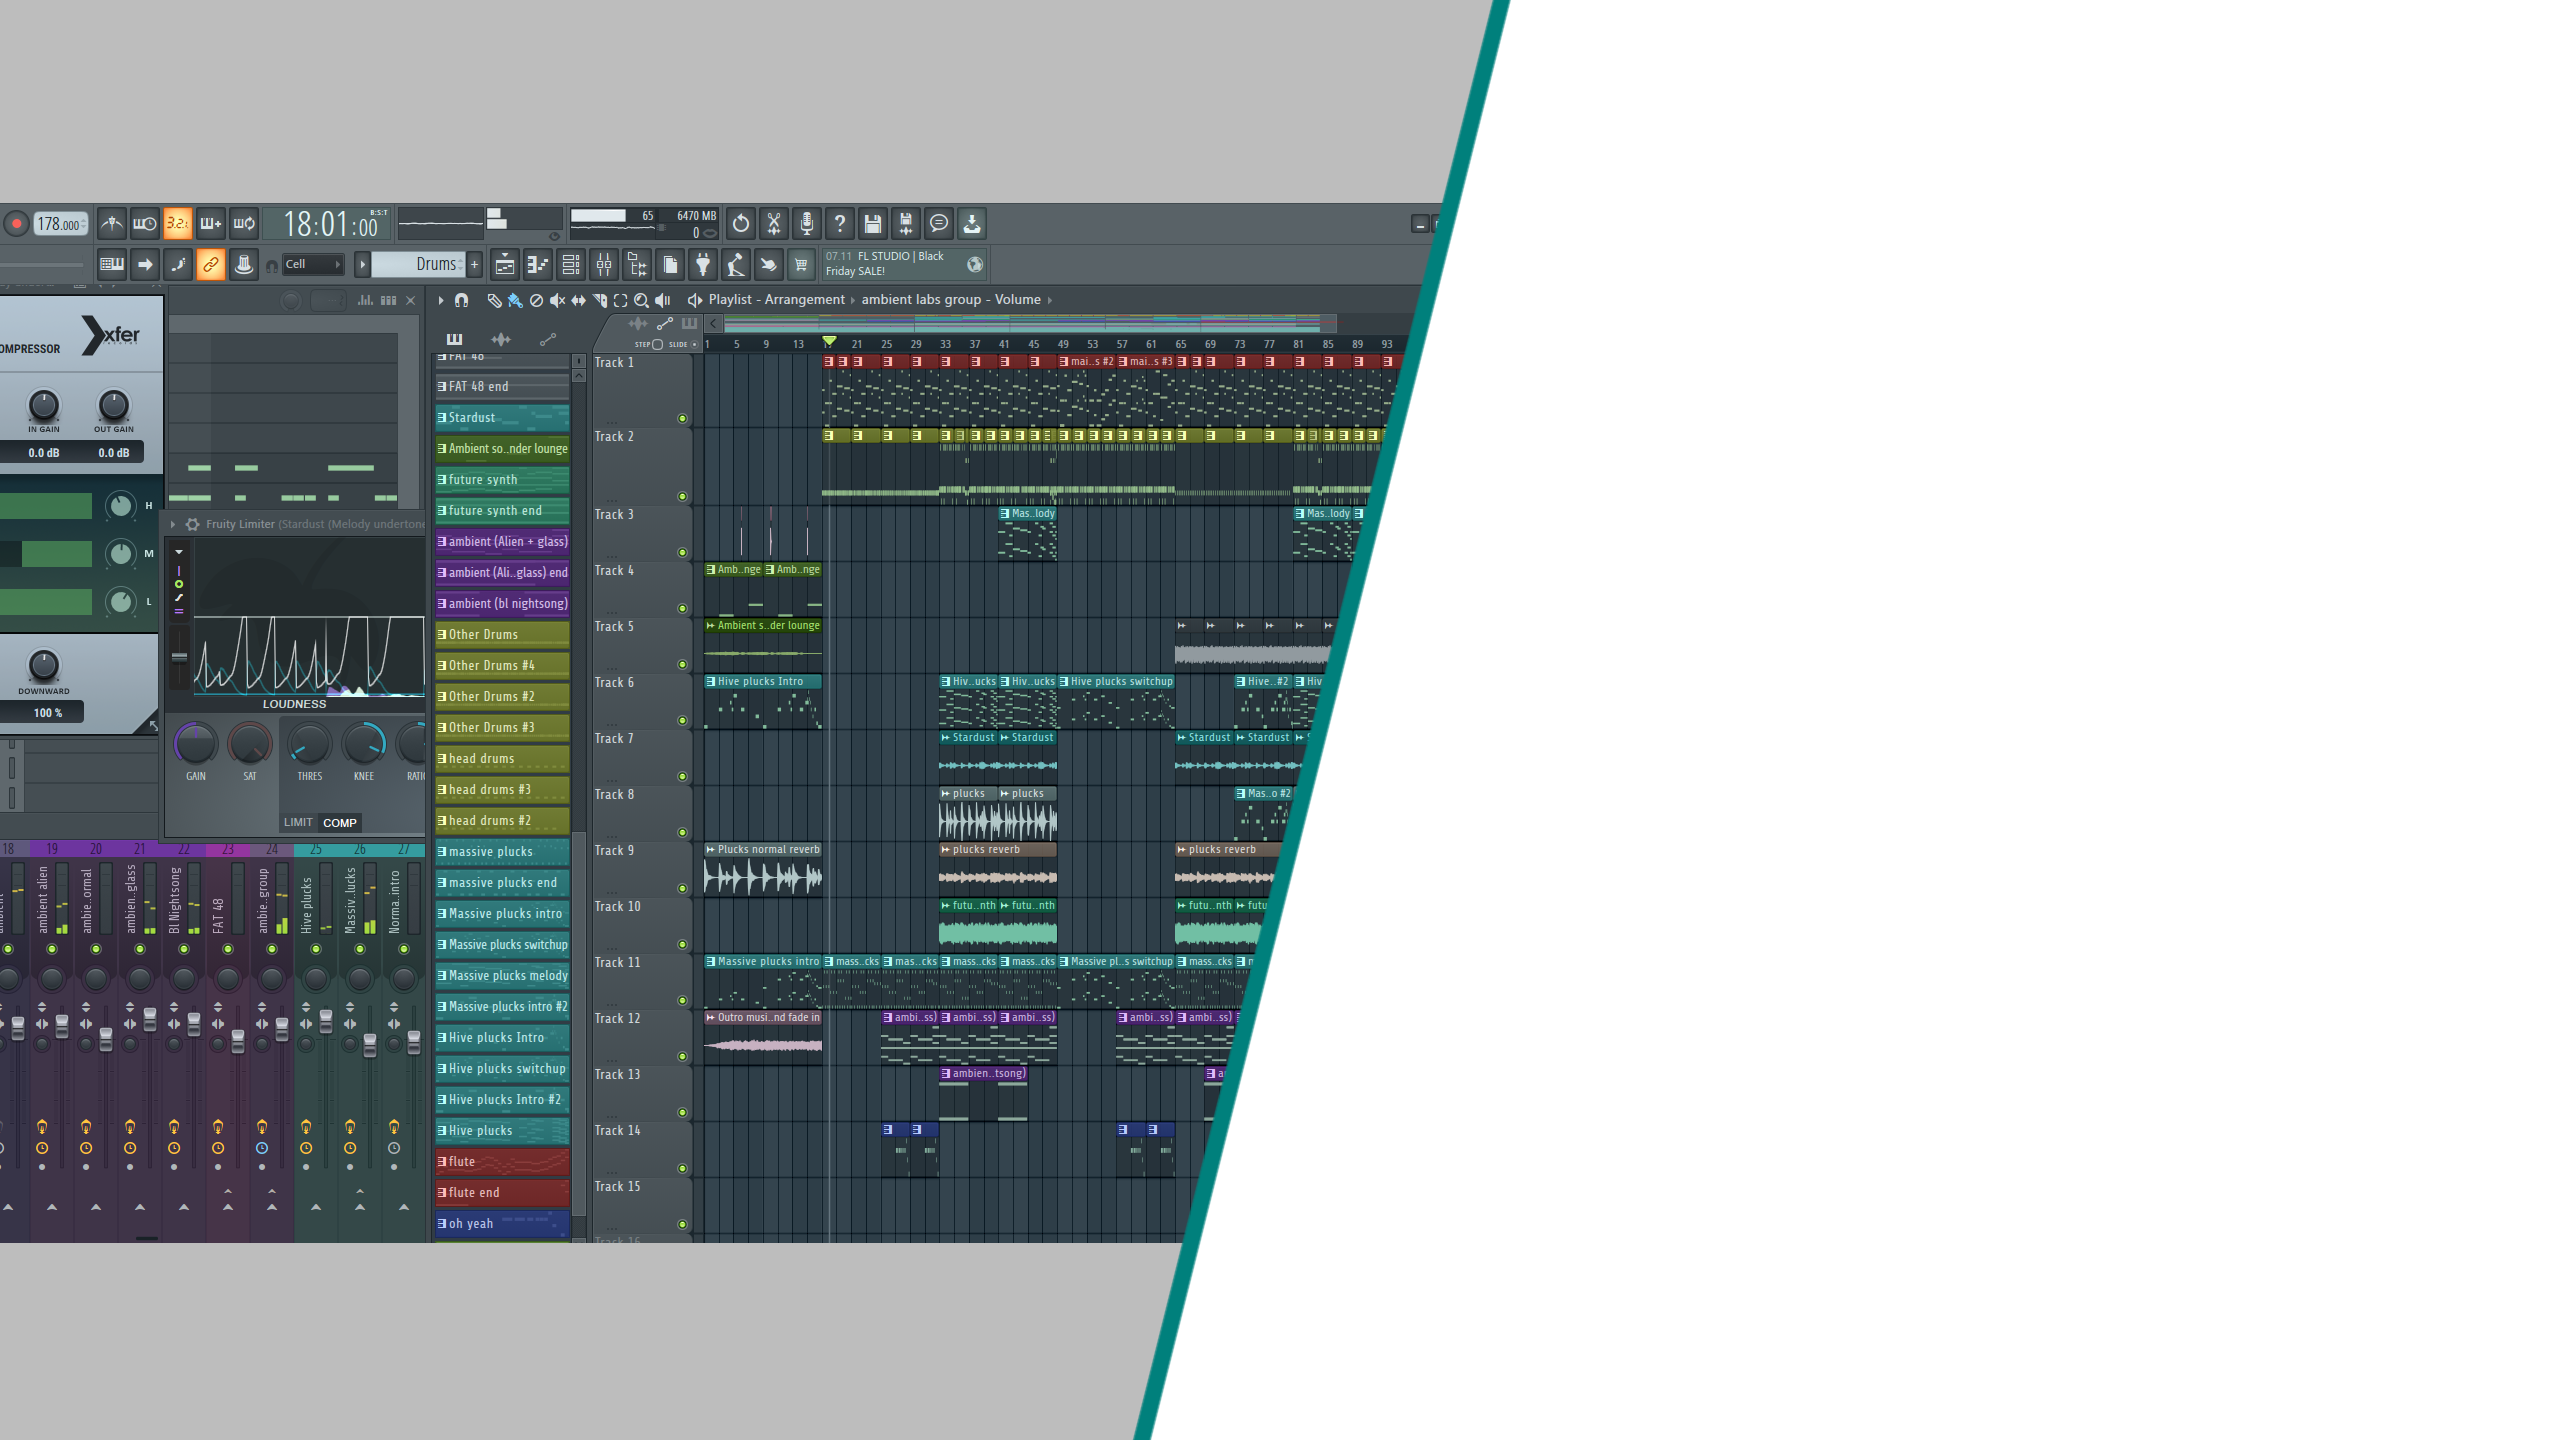 178.000
3.2.
18:01:00
B:S:T
65
6470 MB
0
?
Cell
Drums
+
07.11 FL STUDIO | Black
Friday SALE!
Playlist - Arrangement
ambient labs group - Volume
xfer
OMPRESSOR
IN GAIN
OUT GAIN
0.0 dB
0.0 dB
H
M
L
DOWNWARD
100 %
Fruity Limiter (Stardust (Melody undertone
LOUDNESS
GAIN
SAT
THRES
KNEE
RATIO
LIMIT
COMP
18
19
20
21
22
23
24
25
26
27
ambient alien
ambie..ormal
ambien..glass
Bl Nightsong
FAT 48
ambie..group
Hive plucks
Massiv..lucks
Norma..intro
FAT 48
FAT 48 end
Stardust
Ambient so..nder lounge
future synth
future synth end
ambient (Alien + glass)
ambient (Ali..glass) end
ambient (bl nightsong)
Other Drums
Other Drums #4
Other Drums #2
Other Drums #3
head drums
head drums #3
head drums #2
massive plucks
massive plucks end
Massive plucks intro
Massive plucks switchup
Massive plucks melody
Massive plucks intro #2
Hive plucks Intro
Hive plucks switchup
Hive plucks Intro #2
Hive plucks
flute
flute end
oh yeah
STEP
SLIDE
1 5 9 13 21 25 29 33 37 41 45 49 53 57 61 65 69 73 77 81 85 89 93
Track 1
mai..s #2
mai..s #3
Track 2
Track 3
Mas..lody
Mas..lody
Track 4
Amb..nge
Amb..nge
Track 5
Ambient s..der lounge
Track 6
Hive plucks Intro
Hiv..ucks
Hiv..ucks
Hive plucks switchup
Hive..#2
Hiv
Track 7
Stardust
Stardust
Stardust
Stardust
Track 8
plucks
plucks
Mas..o #2
Track 9
Plucks normal reverb
plucks reverb
plucks reverb
Track 10
futu..nth
futu..nth
futu..nth
futu
Track 11
Massive plucks intro
mass..cks
mas..cks
mass..cks
mass..cks
Massive pl..s switchup
mass..cks
Track 12
Outro musi..nd fade in
ambi..ss)
ambi..ss)
ambi..ss)
ambi..ss)
ambi..ss)
Track 13
ambien..tsong)
Track 14
Track 15
Track 16